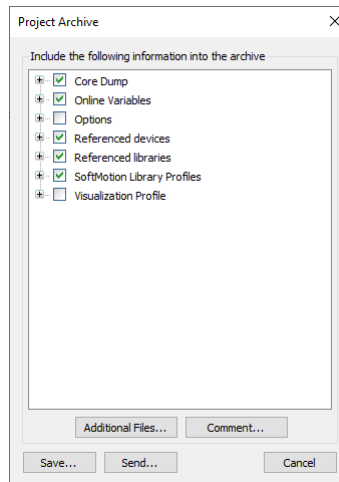 Project Archive
Include the following information into the archive
Core Dump
Online Variables
Options
Referenced devices
Referenced libraries
SoftMotion Library Profiles
Visualization Profile
Additional Files... Comment...
Save... Send... Cancel